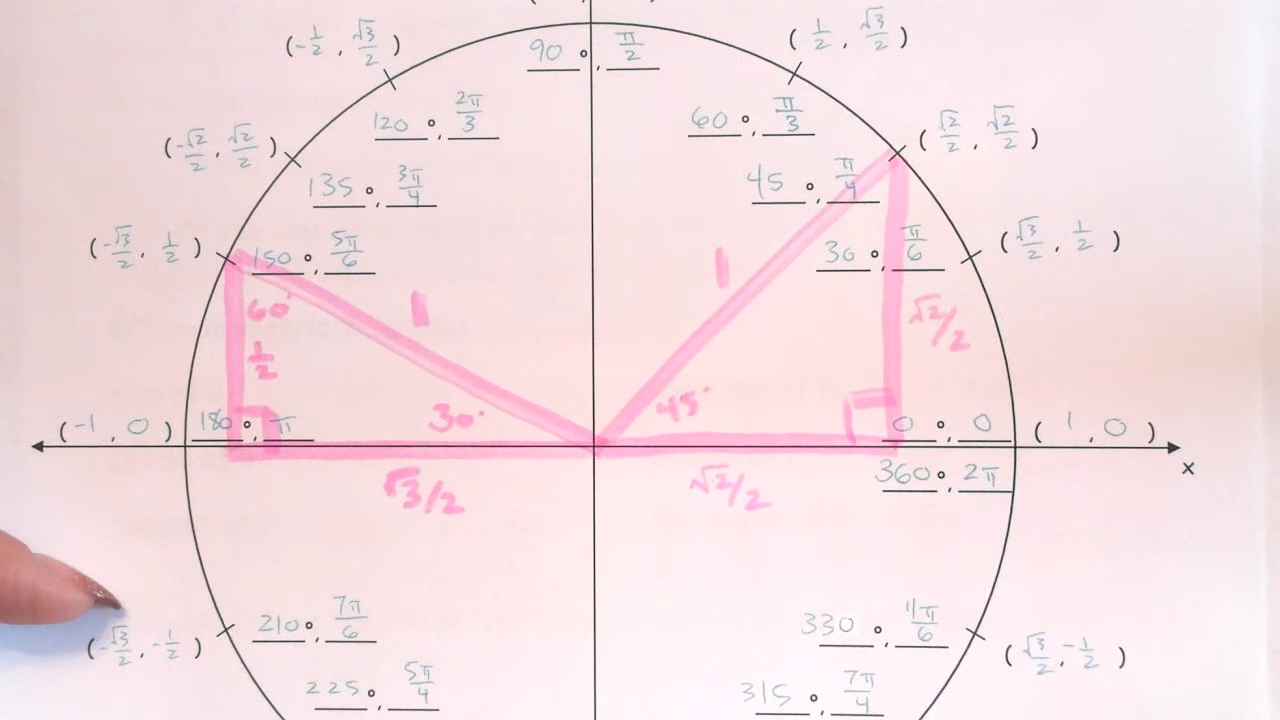 (-1/2, √3/2)
90°, π/2
(1/2, √3/2)
120°, 2π/3
60°, π/3
(-√2/2, √2/2)
(√2/2, √2/2)
135°, 3π/4
45°, π/4
(-√3/2, 1/2)
150°, 5π/6
30°, π/6
(√3/2, 1/2)
1
1
60°
1/2
√2/2
30°
45°
(-1, 0)
180°, π
0°, 0
(1, 0)
x
360°, 2π
√3/2
√2/2
(-√3/2, -1/2)
210°, 7π/6
330°, 11π/6
(√3/2, -1/2)
225°, 5π/4
315°, 7π/4